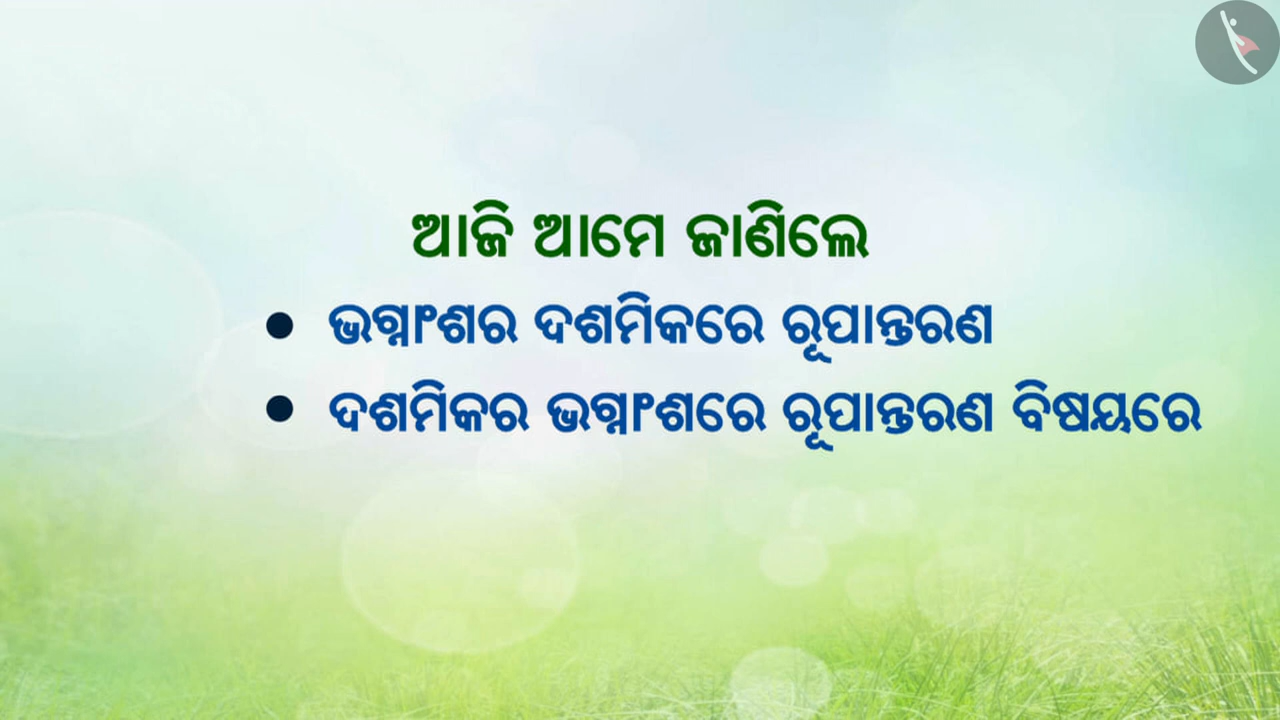 ଆଜି ଆମେ ଜାଣିଲେ
• ଭଗ୍ନାଂଶର ଦଶମିକରେ ରୂପାନ୍ତରଣ
• ଦଶମିକର ଭଗ୍ନାଂଶରେ ରୂପାନ୍ତରଣ ବିଷୟରେ